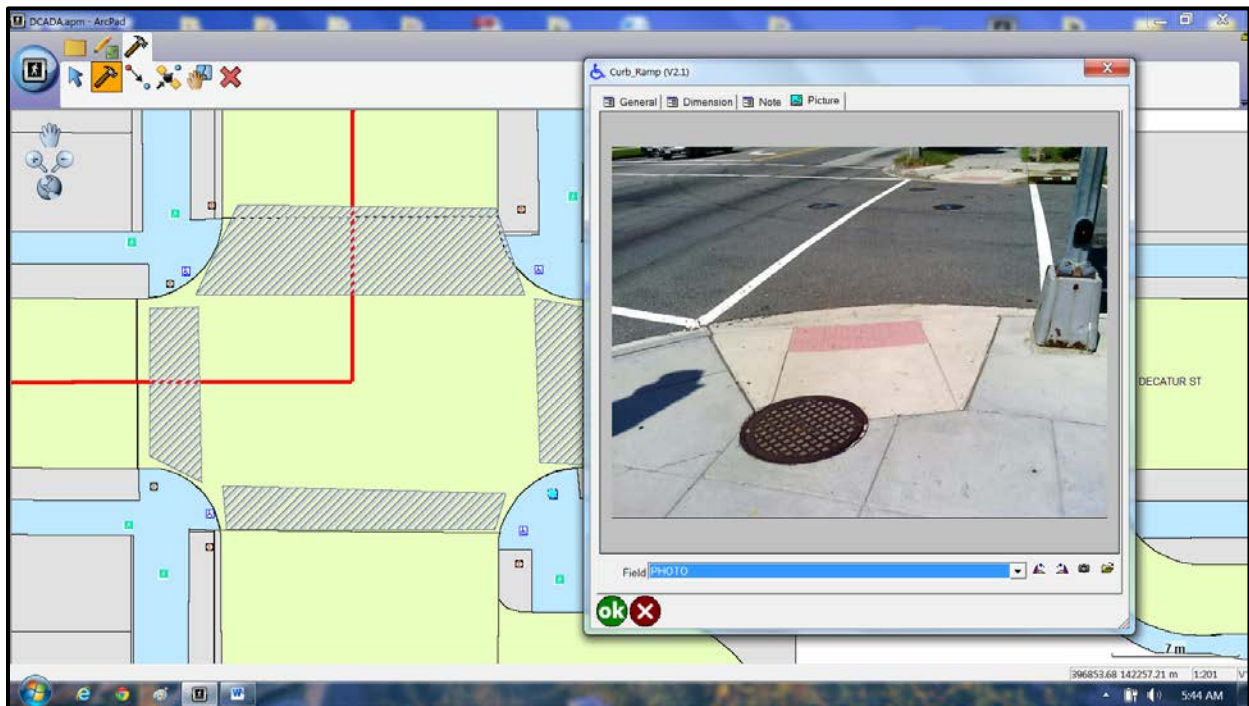 DCADA.apm - ArcPad
Curb_Ramp (V2.1)
General
Dimension
Note
Picture
DECATUR ST
Field PHOTO
ok
7 m
396853.68 142257.21 m
1:201
5:44 AM